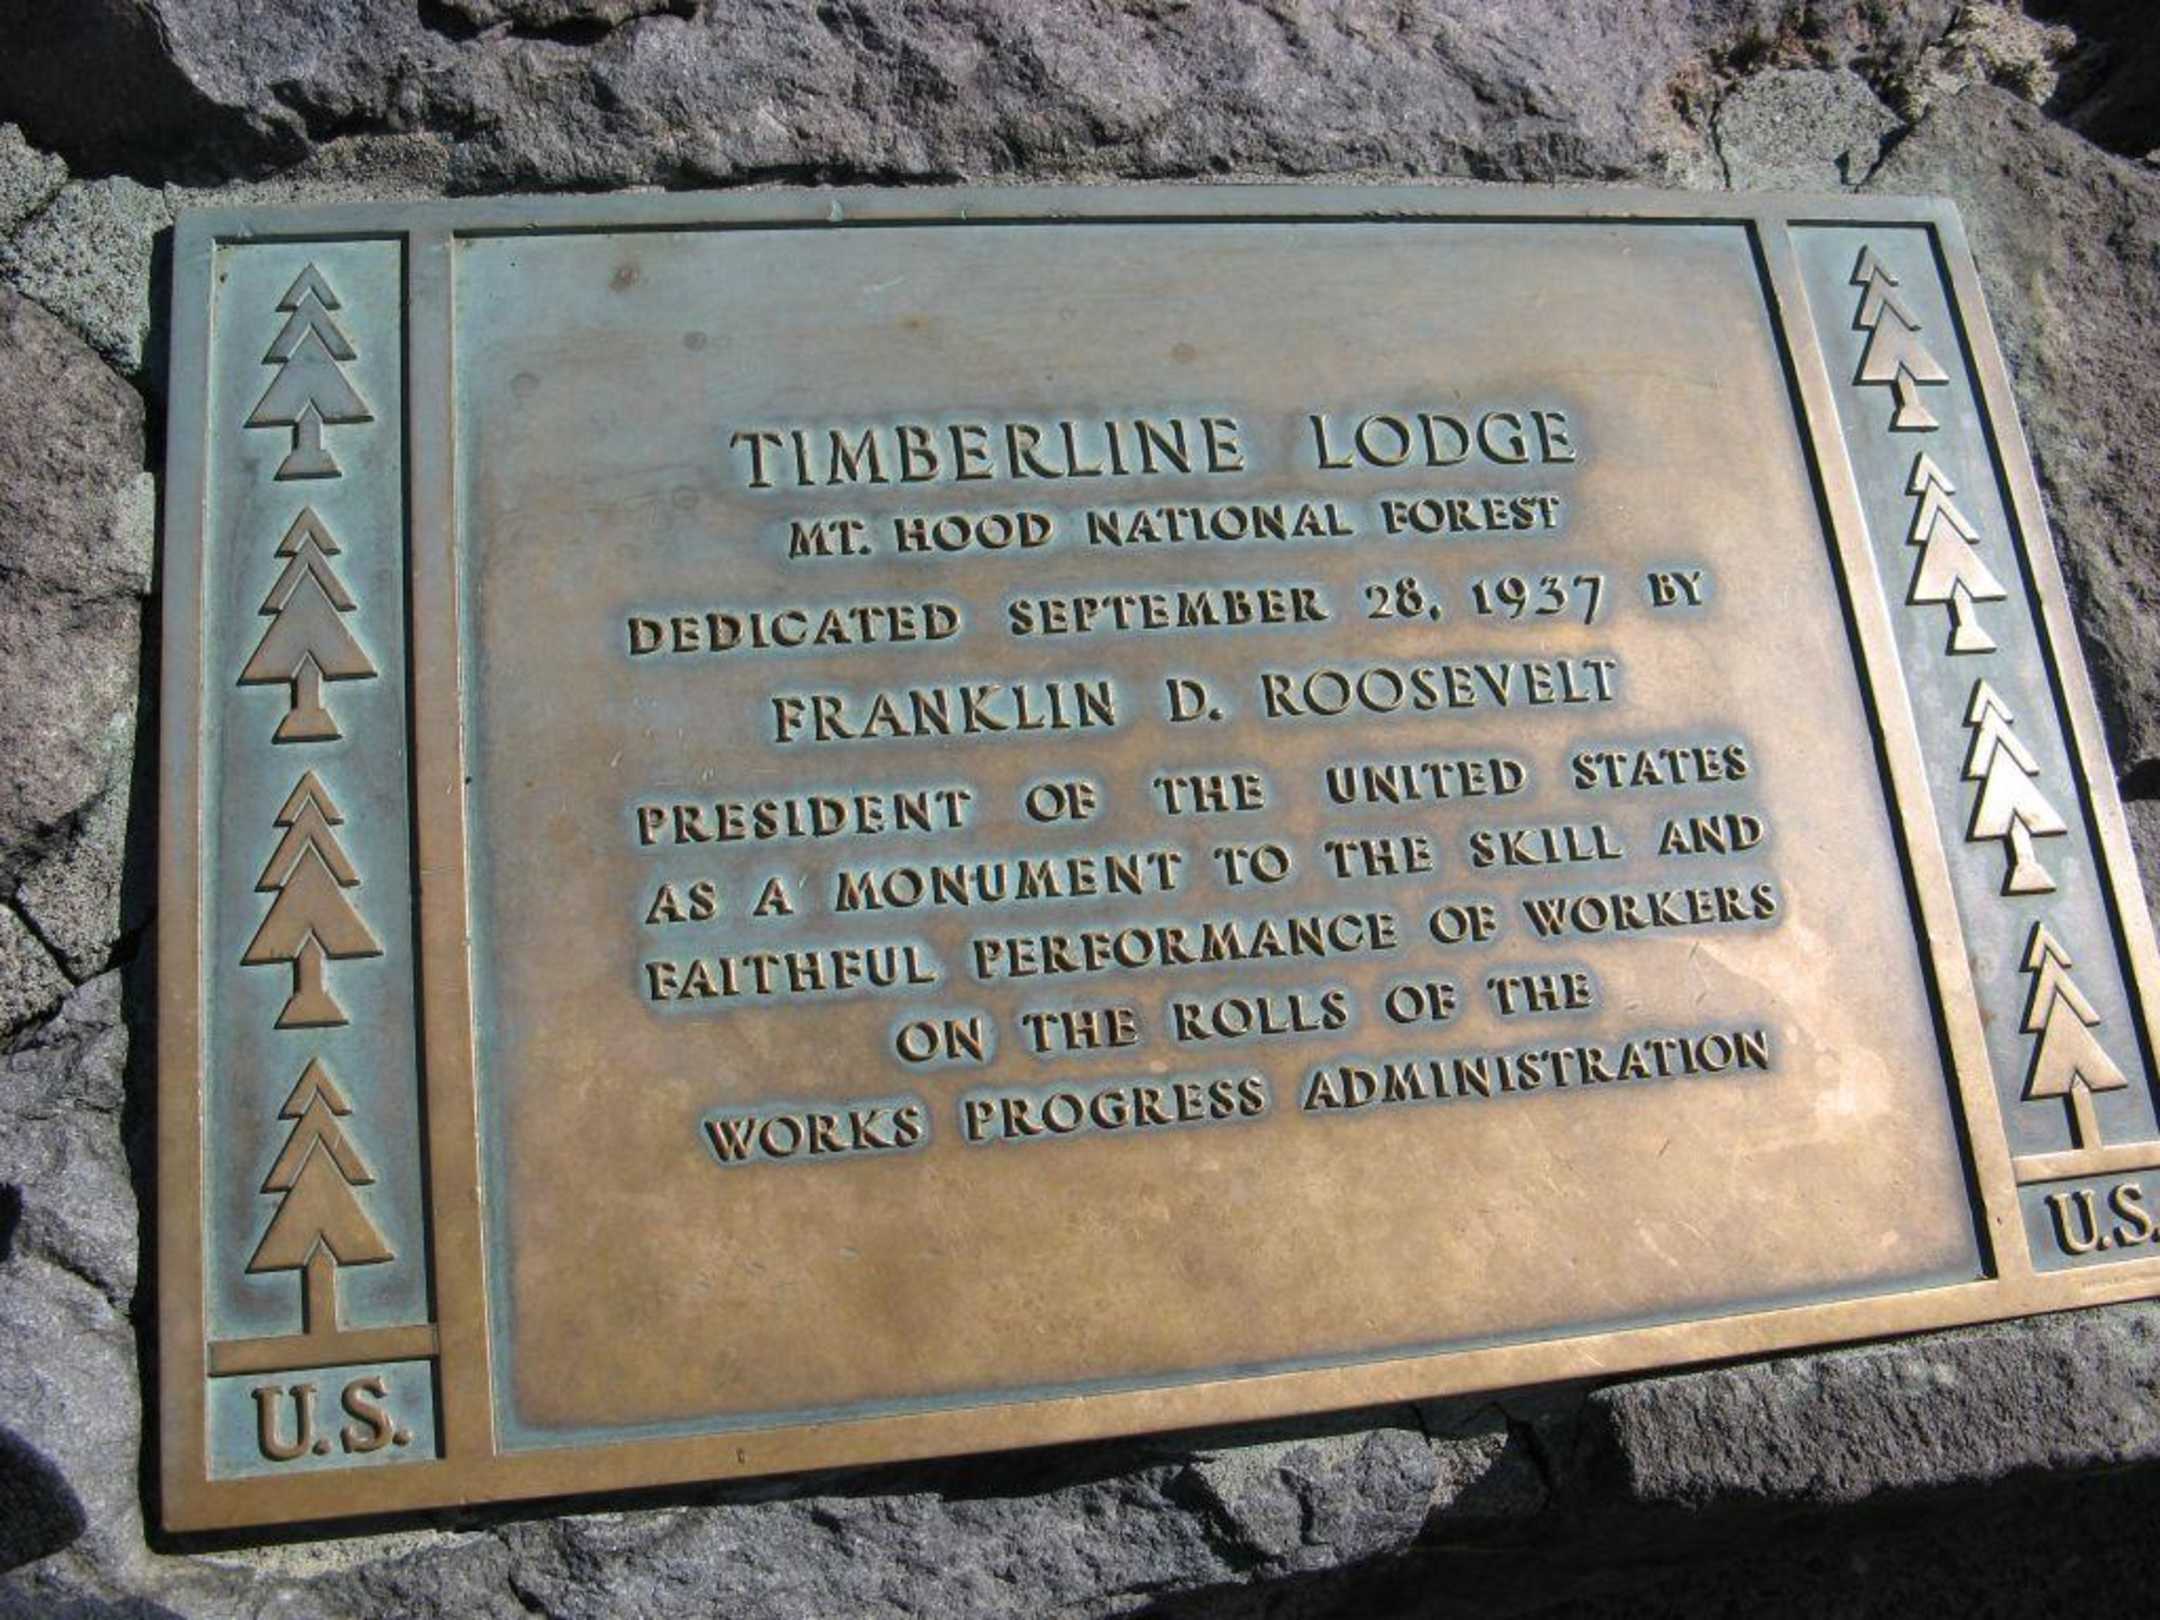 TIMBERLINE LODGE
MT. HOOD NATIONAL FOREST
DEDICATED SEPTEMBER 28, 1937 BY
FRANKLIN D. ROOSEVELT
PRESIDENT OF THE UNITED STATES
AS A MONUMENT TO THE SKILL AND
FAITHFUL PERFORMANCE OF WORKERS
ON THE ROLLS OF THE
WORKS PROGRESS ADMINISTRATION
U.S.
U.S.